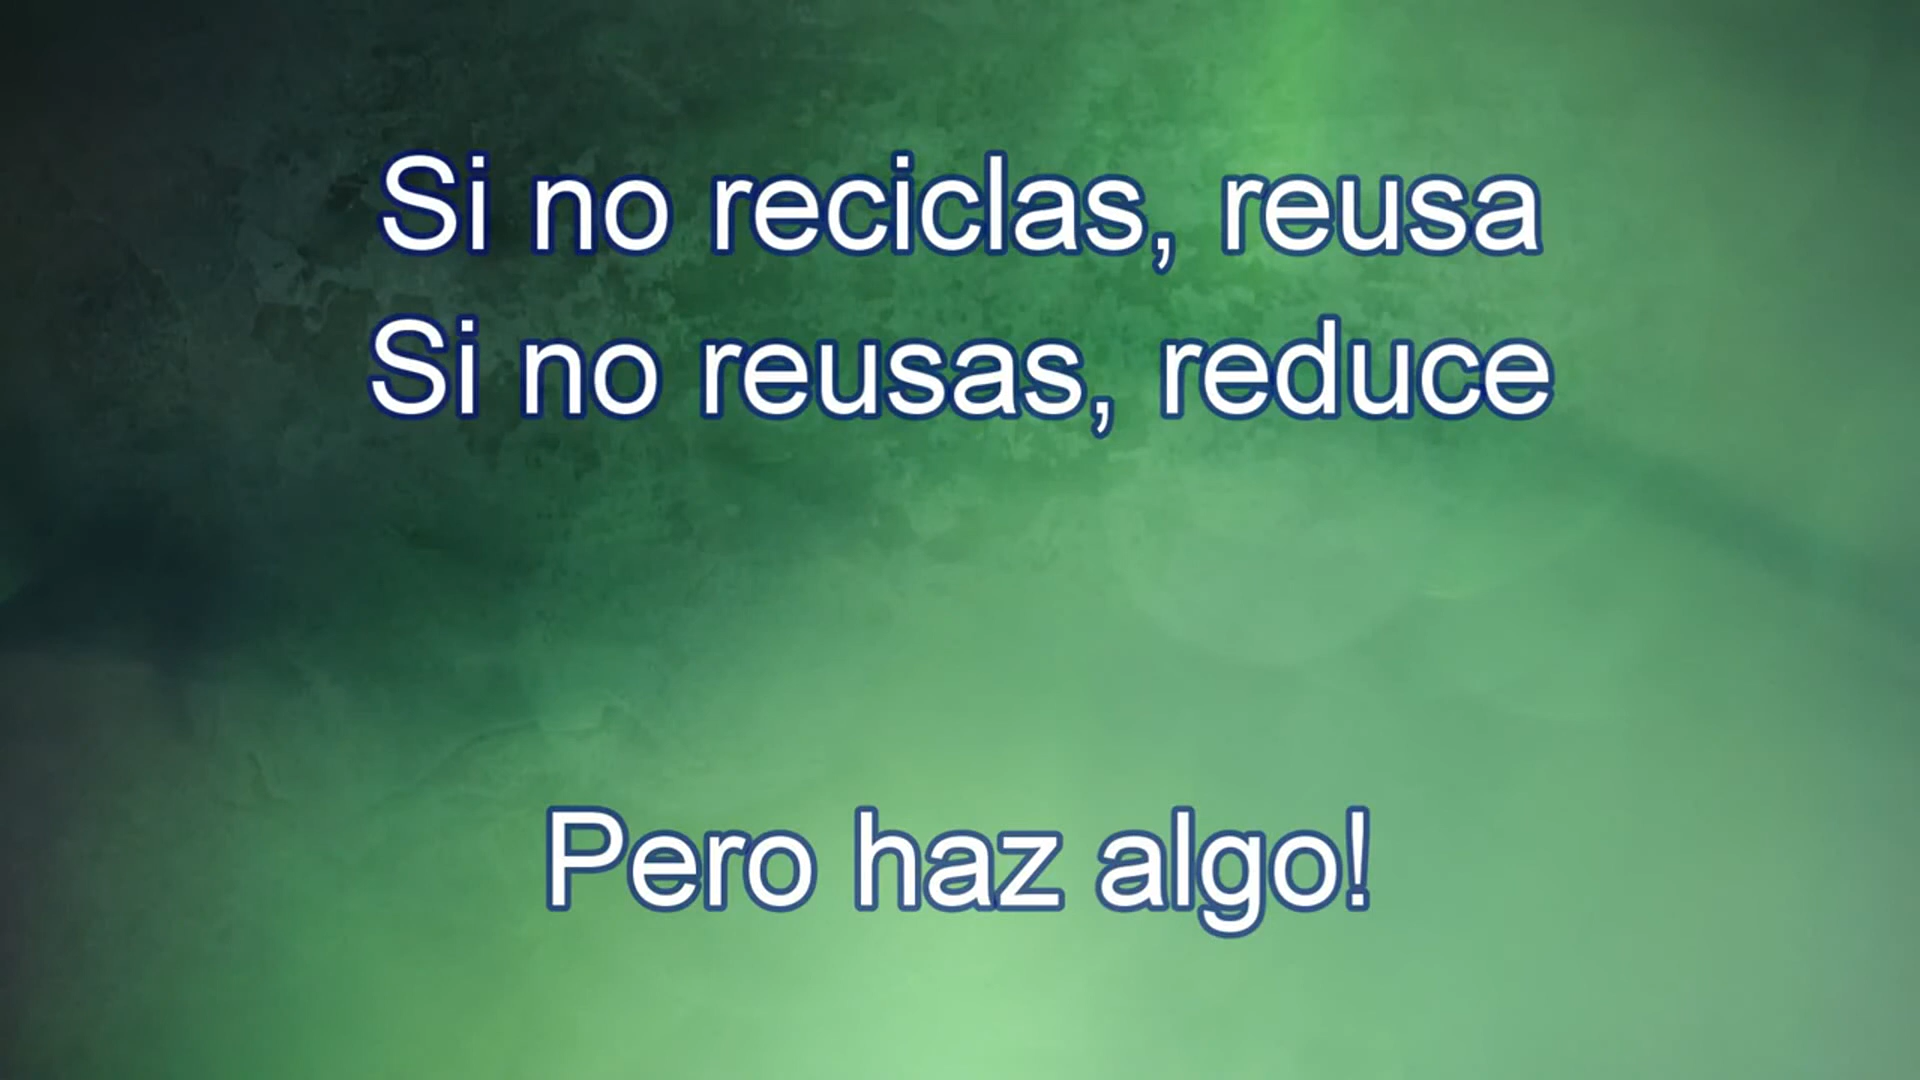 Si no reciclas, reusa
Si no reusas, reduce
Pero haz algo!